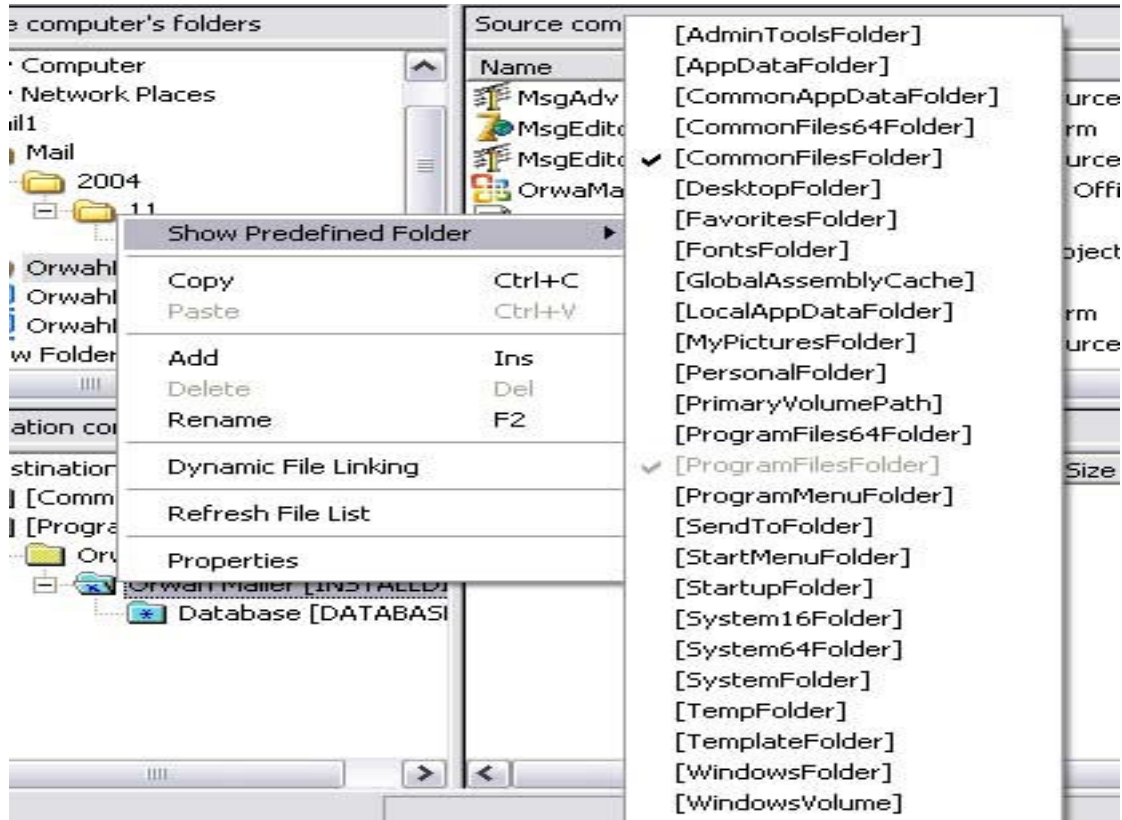 e computer's folders
Source com
Computer
Network Places
il1
Mail
2004
11
Orwahl
Orwahl
Orwahl
w Folder
Name
MsgAdv
MsgEdito
MsgEdito
OrwaMa
urce
rm
urce
Offi
oject
rm
urce
Show Predefined Folder
Copy Ctrl+C
Paste Ctrl+V
Add Ins
Delete Del
Rename F2
Dynamic File Linking
Refresh File List
Properties
[AdminToolsFolder]
[AppDataFolder]
[CommonAppDataFolder]
[CommonFiles64Folder]
[CommonFilesFolder]
[DesktopFolder]
[FavoritesFolder]
[FontsFolder]
[GlobalAssemblyCache]
[LocalAppDataFolder]
[MyPicturesFolder]
[PersonalFolder]
[PrimaryVolumePath]
[ProgramFiles64Folder]
[ProgramFilesFolder]
[ProgramMenuFolder]
[SendToFolder]
[StartMenuFolder]
[StartupFolder]
[System16Folder]
[System64Folder]
[SystemFolder]
[TempFolder]
[TemplateFolder]
[WindowsFolder]
[WindowsVolume]
ation co
stination
[Comm
[Progra
Orw
Orwah Mailer [INSTALLD]
Database [DATABAS
Size